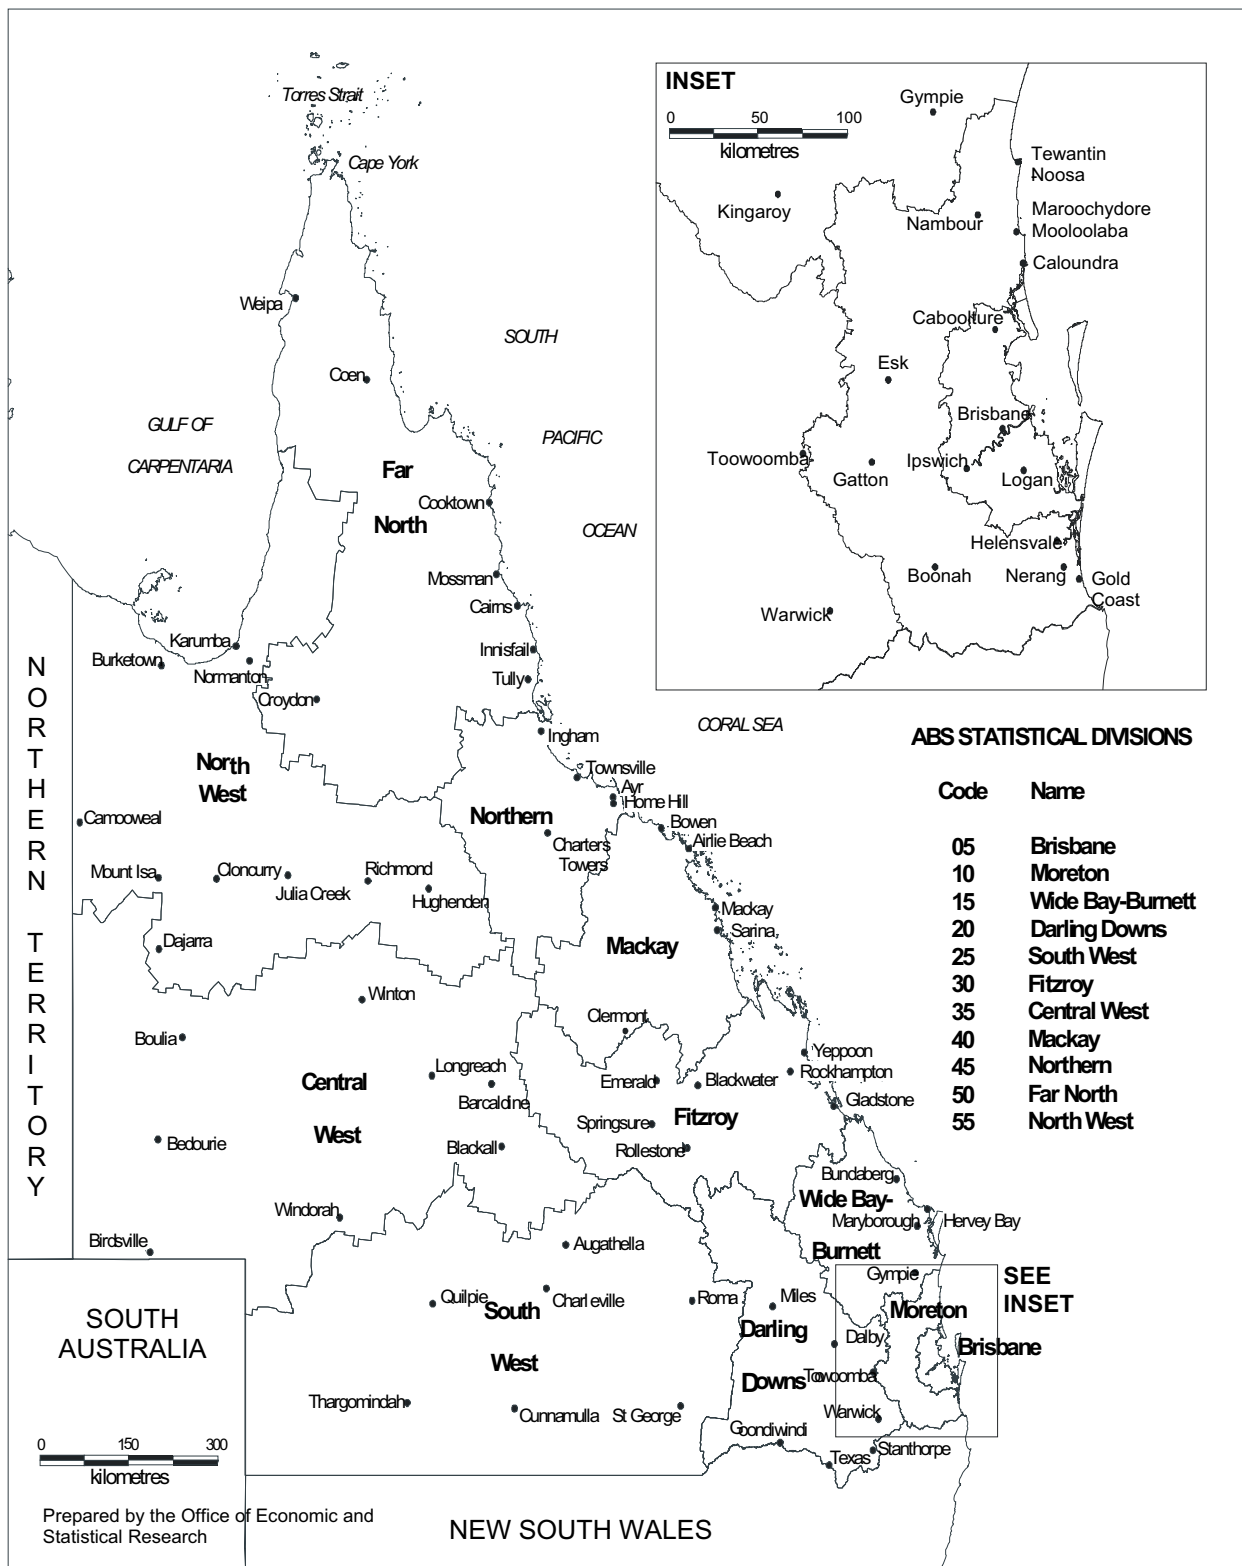 Torres Strait
Cape York
Weipa
Coen
SOUTH
PACIFIC
OCEAN
GULF OF
CARPENTARIA
Far
North
Cooktown
Mossman
Cairns
Innisfail
Tully
Karumba
Burketown
Normanton
Croydon
Ingham
CORAL SEA
North
West
Townsville
Ayr
Home Hill
Northern
Bowen
Airlie Beach
Charters
Towers
Camooweal
Mount Isa
Cloncurry
Julia Creek
Richmond
Hughenden
Mackay
Sarina
Mackay
Dajarra
Winton
Clermont
Boulia
Longreach
Barcaldine
Central
West
Emerald
Blackwater
Yeppoon
Rockhampton
Gladstone
Fitzroy
Springsure
Rollestone
Bedourie
Blackall
Bundaberg
Wide Bay-
Burnett
Maryborough
Hervey Bay
Windorah
Birdsville
Augathella
Gympie
SEE
INSET
Quilpie
Charleville
South
West
Roma
Miles
Moreton
Darling
Downs
Dalby
Brisbane
Toowoomba
Thargomindah
Cunnamulla
St George
Warwick
Goondiwindi
Stanthorpe
Texas
NORTHERN TERRITORY
SOUTH
AUSTRALIA
NEW SOUTH WALES
0 150 300
kilometres
Prepared by the Office of Economic and
Statistical Research
INSET
0 50 100
kilometres
Gympie
Tewantin
Noosa
Kingaroy
Nambour
Maroochydore
Mooloolaba
Caloundra
Caboolture
Esk
Brisbane
Toowoomba
Gatton
Ipswich
Logan
Helensvale
Boonah
Nerang
Gold
Coast
Warwick
ABS STATISTICAL DIVISIONS
Code Name
05 Brisbane
10 Moreton
15 Wide Bay-Burnett
20 Darling Downs
25 South West
30 Fitzroy
35 Central West
40 Mackay
45 Northern
50 Far North
55 North West